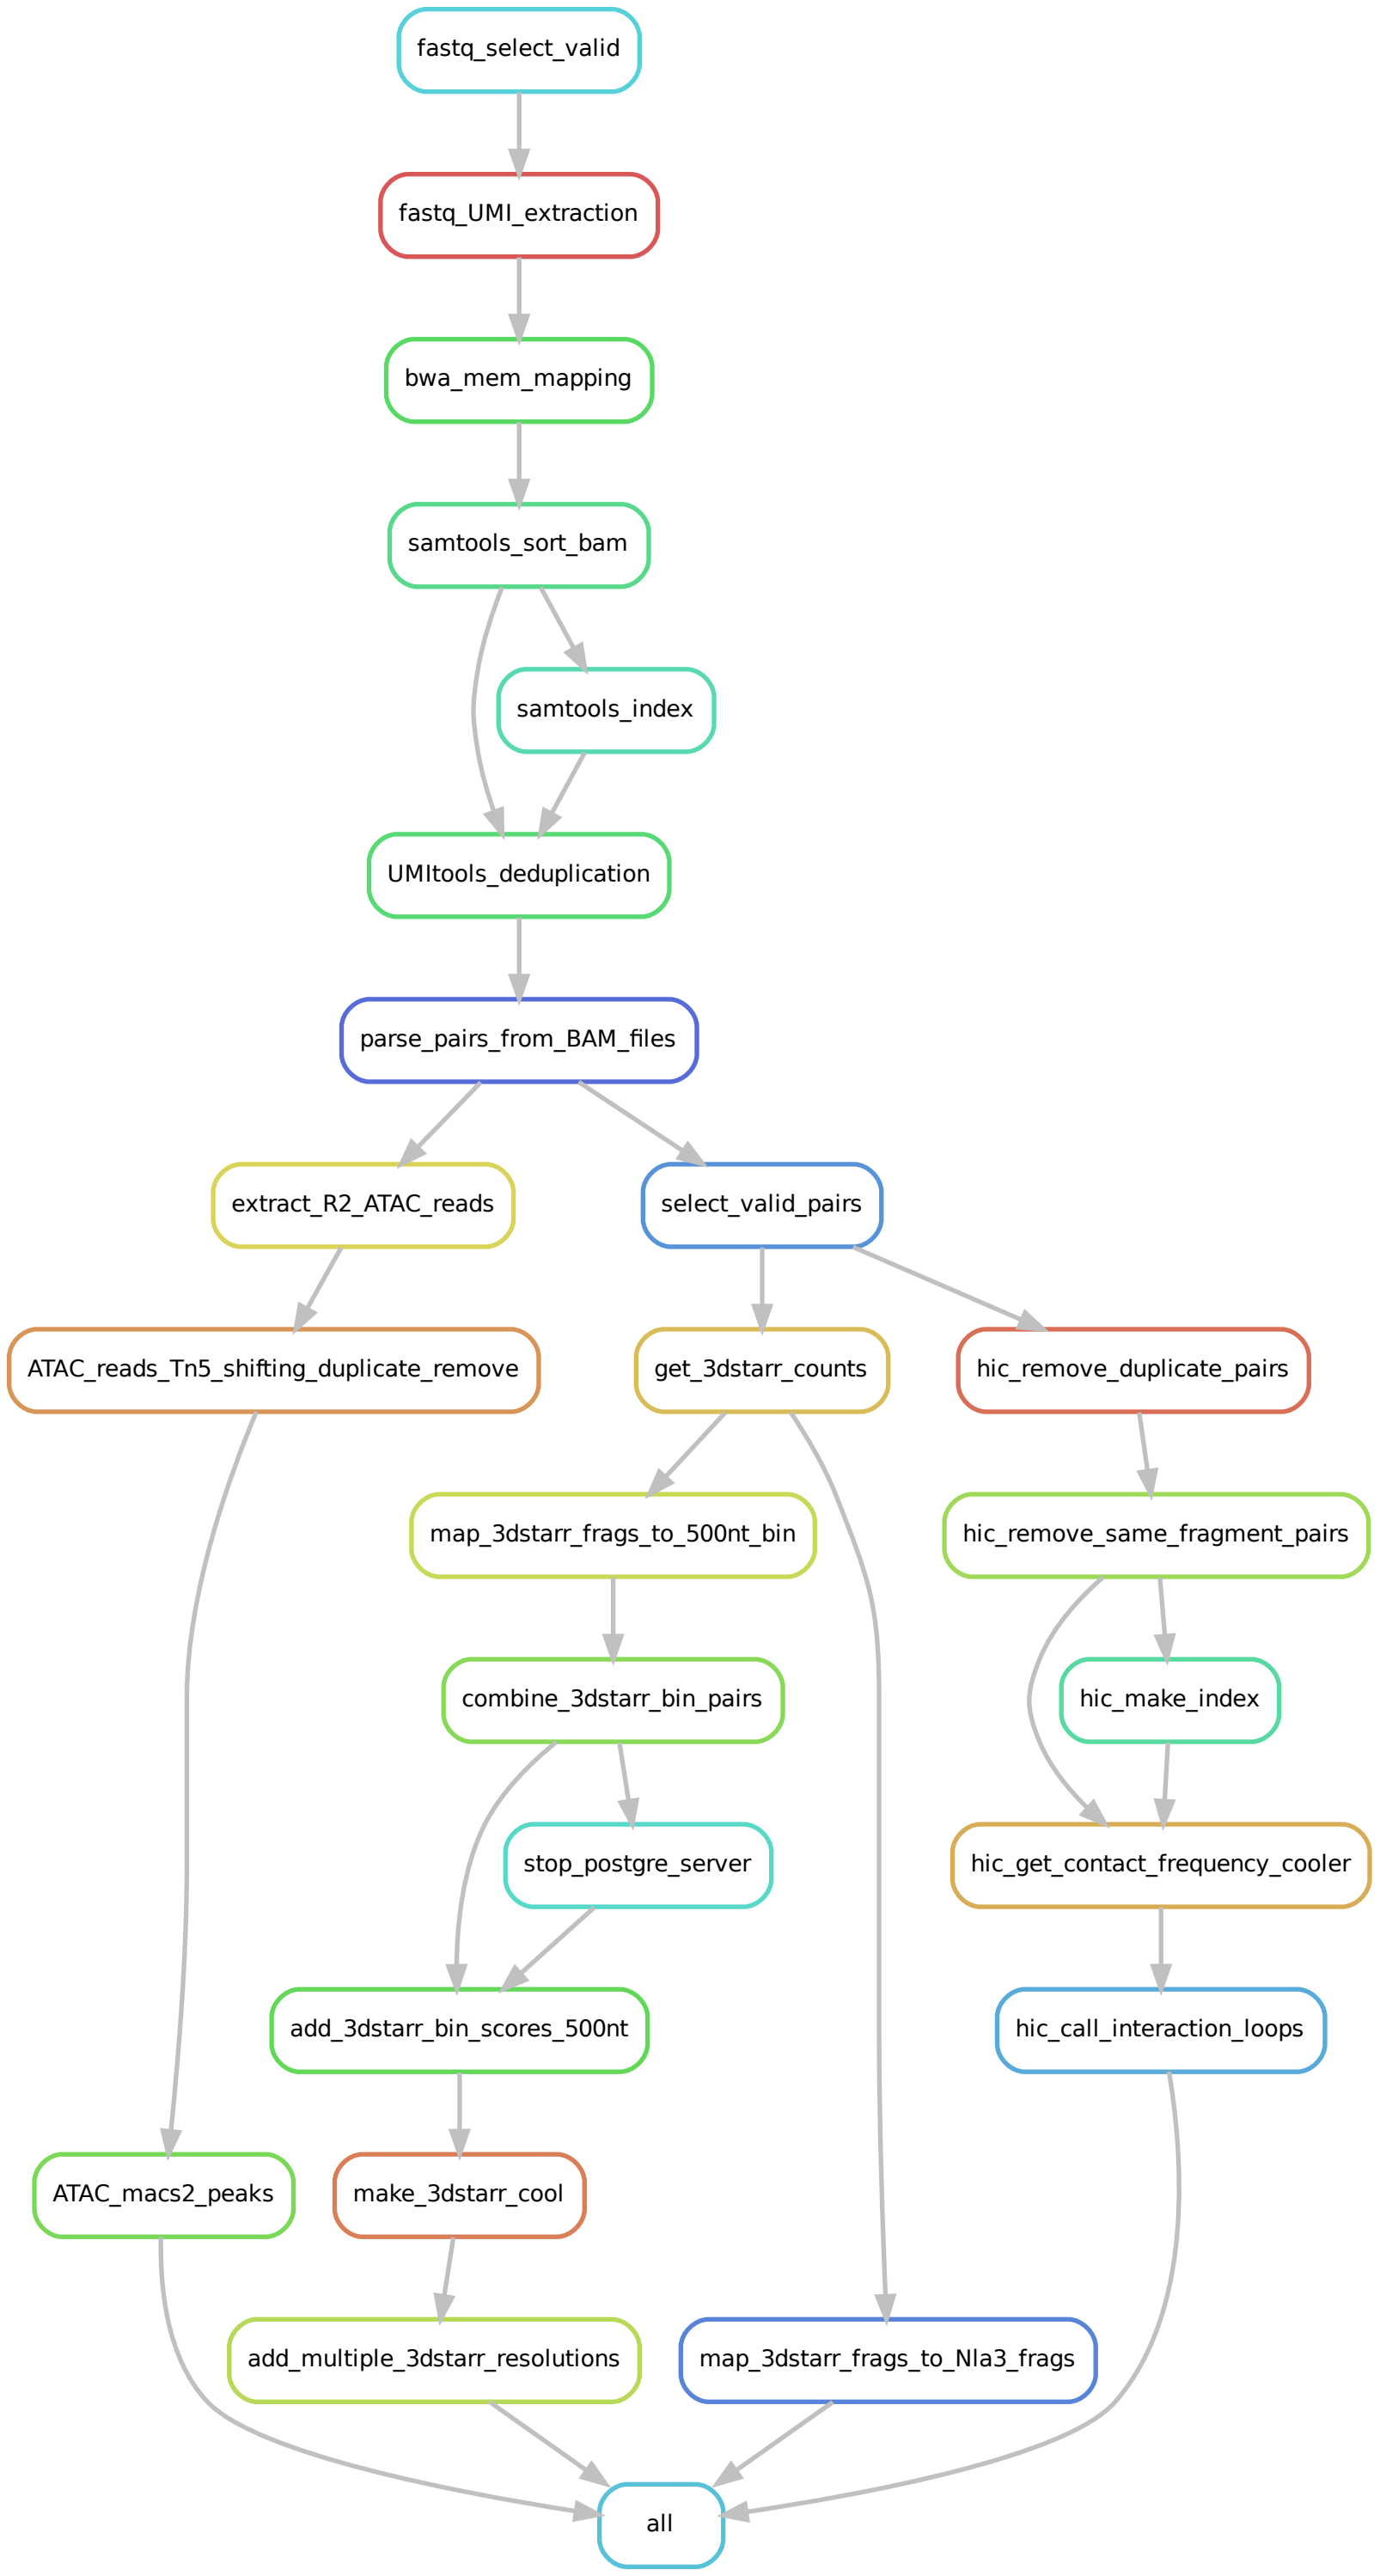 fastq_select_valid
fastq_UMI_extraction
bwa_mem_mapping
samtools_sort_bam
samtools_index
UMItools_deduplication
parse_pairs_from_BAM_files
extract_R2_ATAC_reads
select_valid_pairs
ATAC_reads_Tn5_shifting_duplicate_remove
get_3dstarr_counts
hic_remove_duplicate_pairs
map_3dstarr_frags_to_500nt_bin
hic_remove_same_fragment_pairs
combine_3dstarr_bin_pairs
hic_make_index
stop_postgre_server
hic_get_contact_frequency_cooler
add_3dstarr_bin_scores_500nt
hic_call_interaction_loops
ATAC_macs2_peaks
make_3dstarr_cool
add_multiple_3dstarr_resolutions
map_3dstarr_frags_to_Nla3_frags
all